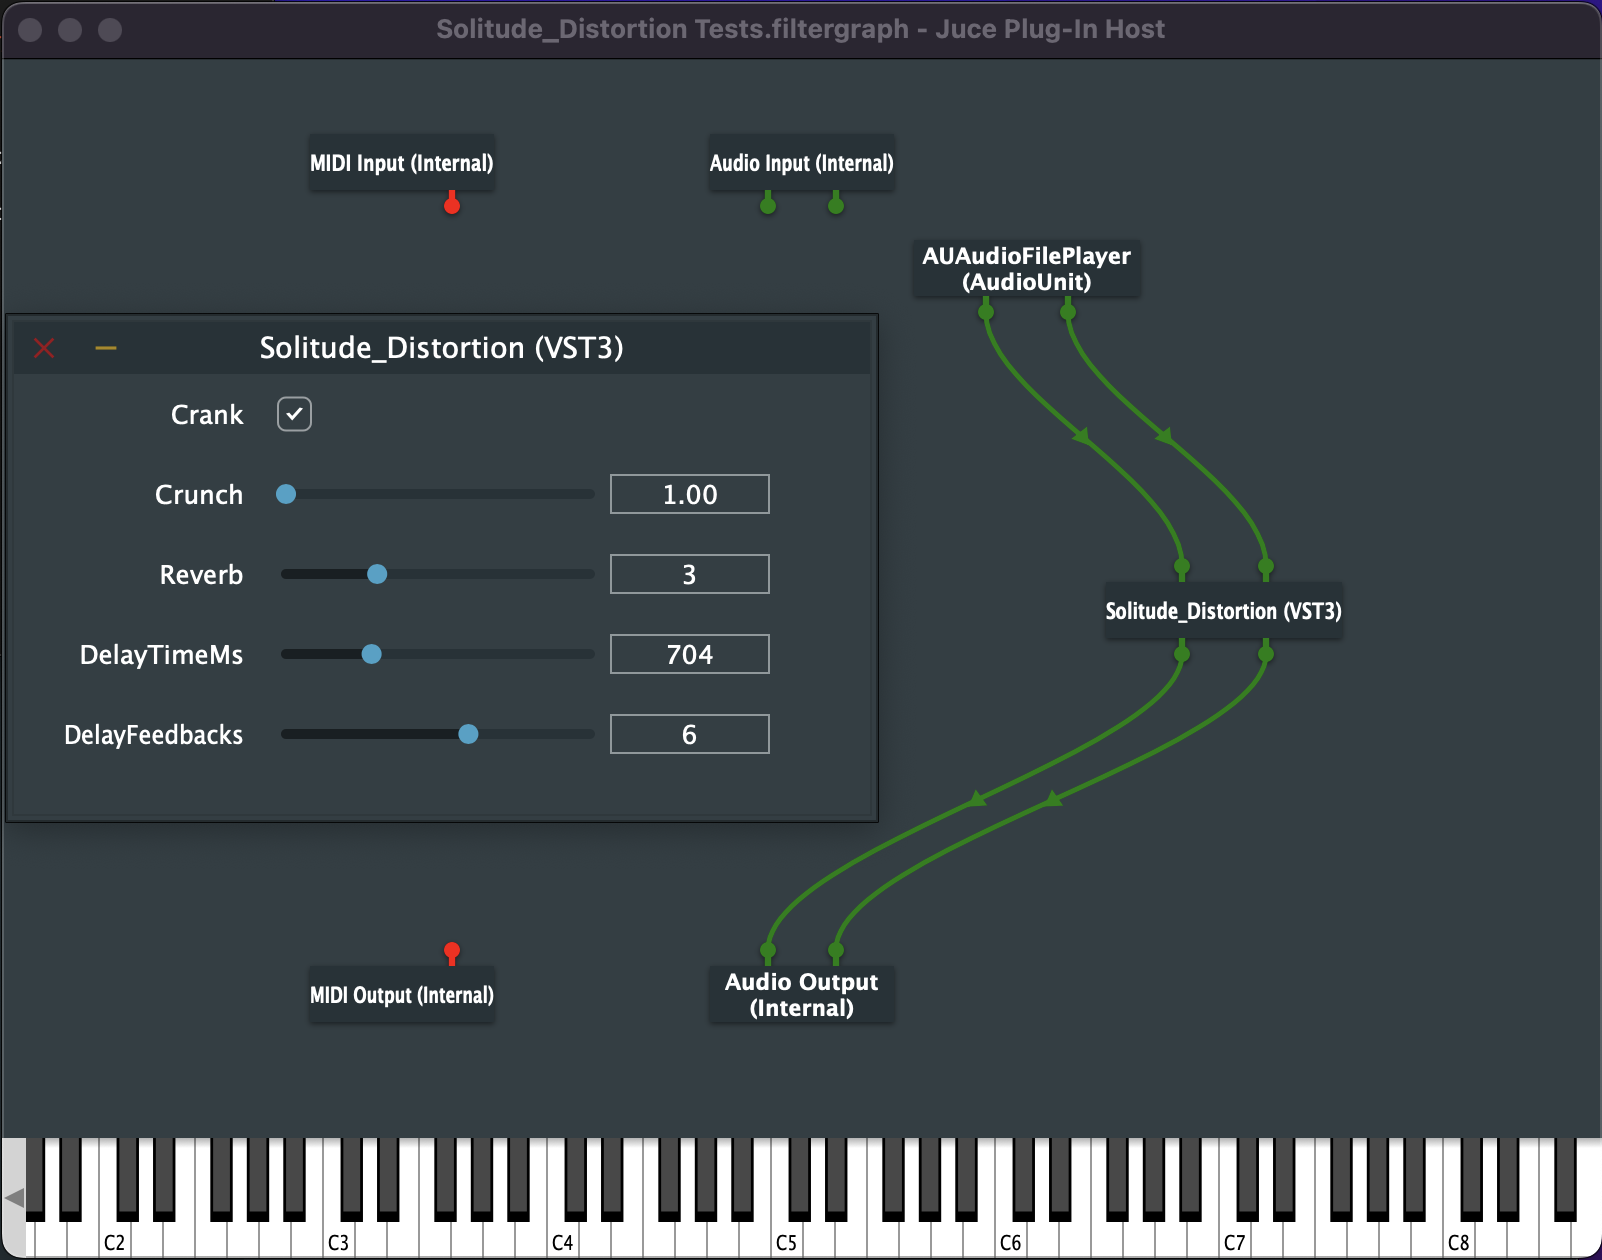 Solitude_Distortion Tests.filtergraph - Juce Plug-In Host
MIDI Input (Internal)
Audio Input (Internal)
AUAudioFilePlayer
(AudioUnit)
Solitude_Distortion (VST3)
Crank
Crunch
1.00
Reverb
3
DelayTimeMs
704
DelayFeedbacks
6
Solitude_Distortion (VST3)
MIDI Output (Internal)
Audio Output
(Internal)
C2
C3
C4
C5
C6
C7
C8